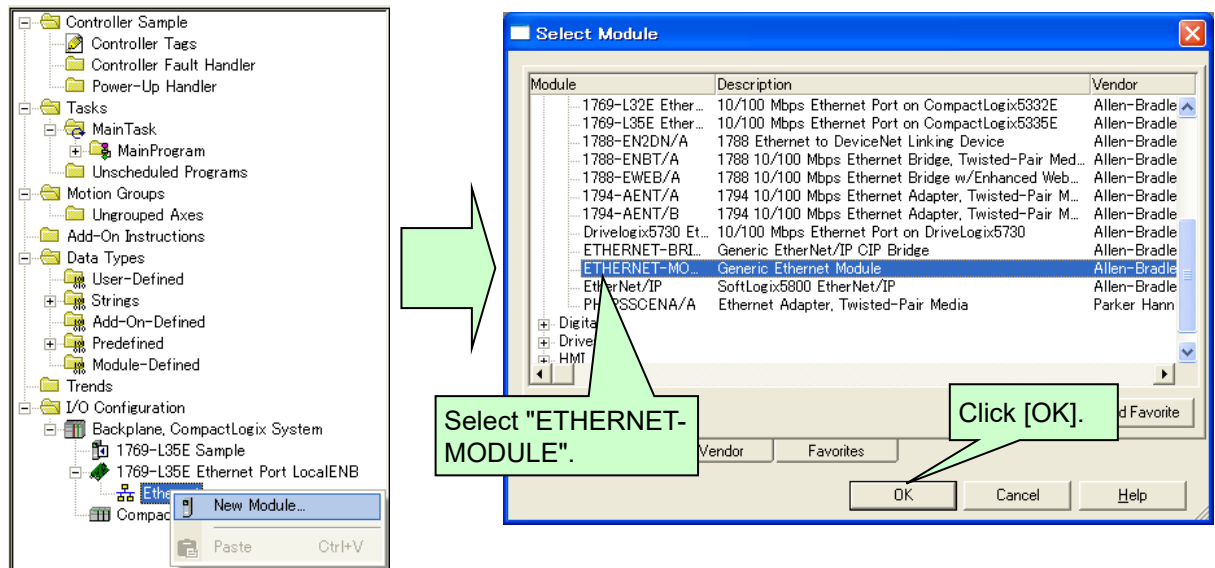 Controller Sample
Controller Tags
Controller Fault Handler
Power-Up Handler
Tasks
MainTask
MainProgram
Unscheduled Programs
Motion Groups
Ungrouped Axes
Add-On Instructions
Data Types
User-Defined
Strings
Add-On-Defined
Predefined
Module-Defined
Trends
I/O Configuration
Backplane, CompactLogix System
1769-L35E Sample
1769-L35E Ethernet Port LocalENB
Ethe
New Module...
Compac
Paste Ctrl+V
Select Module
Module Description Vendor
1769-L32E Ether... 10/100 Mbps Ethernet Port on CompactLogix5332E Allen-Bradle
1769-L35E Ether... 10/100 Mbps Ethernet Port on CompactLogix5335E Allen-Bradle
1788-EN2DN/A 1788 Ethernet to DeviceNet Linking Device Allen-Bradle
1788-ENBT/A 1788 10/100 Mbps Ethernet Bridge, Twisted-Pair Med... Allen-Bradle
1788-EWEB/A 1788 10/100 Mbps Ethernet Bridge w/Enhanced Web... Allen-Bradle
1794-AENT/A 1794 10/100 Mbps Ethernet Adapter, Twisted-Pair M... Allen-Bradle
1794-AENT/B 1794 10/100 Mbps Ethernet Adapter, Twisted-Pair M... Allen-Bradle
Drivelogix5730 Et... 10/100 Mbps Ethernet Port on DriveLogix5730 Allen-Bradle
ETHERNET-BRI... Generic EtherNet/IP CIP Bridge Allen-Bradle
ETHERNET-MO... Generic Ethernet Module Allen-Bradle
EtherNet/IP SoftLogix5800 EtherNet/IP Allen-Bradle
PSSCENA/A Ethernet Adapter, Twisted-Pair Media Parker Hann
Digita
Drive
HMI
Select "ETHERNET-
MODULE".
Click [OK].
d Favorite
Vendor Favorites
OK Cancel Help